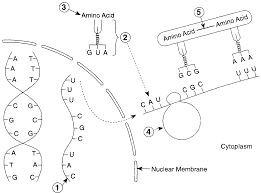 3
Amino Acid
G U A
2
5
Amino Acid
Amino Acid
G C G
A A A
C A U
C G C
4
Cytoplasm
A T
A T
A T
G C
C G
G C
U
U
U
C
G
C
1
Nuclear Membrane